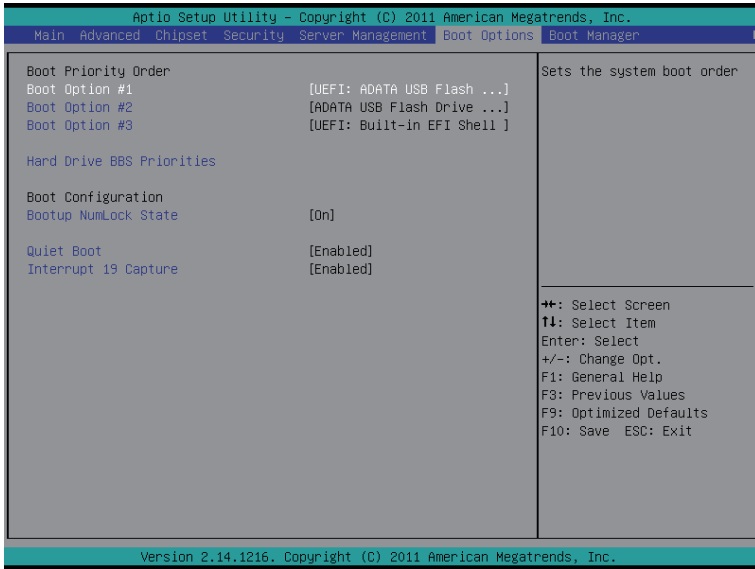 Aptio Setup Utility – Copyright (C) 2011 American Megatrends, Inc.
Main Advanced Chipset Security Server Management Boot Options Boot Manager
Boot Priority Order
Boot Option #1 [UEFI: ADATA USB Flash ...]
Boot Option #2 [ADATA USB Flash Drive ...]
Boot Option #3 [UEFI: Built-in EFI Shell ]
Hard Drive BBS Priorities
Boot Configuration
Bootup NumLock State [On]
Quiet Boot [Enabled]
Interrupt 19 Capture [Enabled]
Sets the system boot order
→←: Select Screen
↑↓: Select Item
Enter: Select
+/-: Change Opt.
F1: General Help
F3: Previous Values
F9: Optimized Defaults
F10: Save ESC: Exit
Version 2.14.1216. Copyright (C) 2011 American Megatrends, Inc.